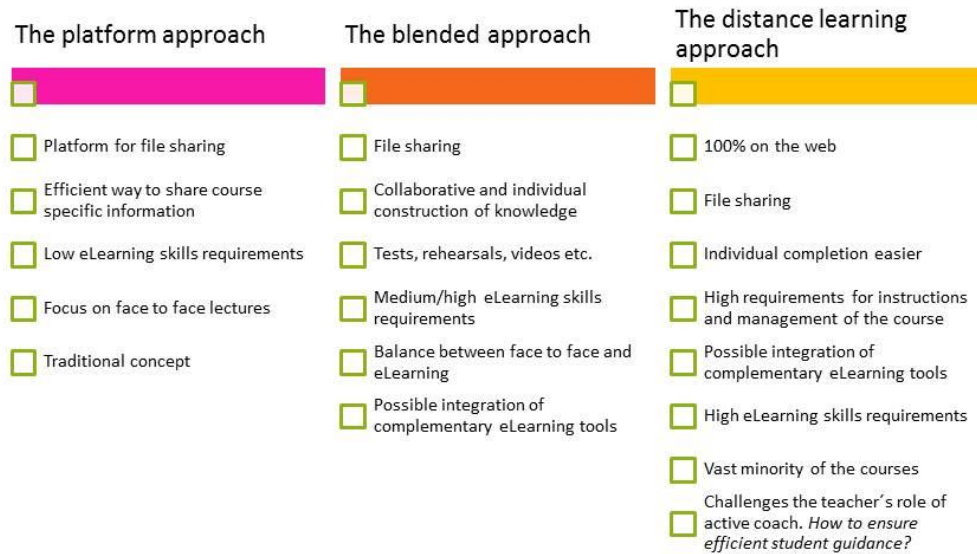 The platform approach
Platform for file sharing
Efficient way to share course
specific information
Low eLearning skills requirements
Focus on face to face lectures
Traditional concept
The blended approach
File sharing
Collaborative and individual
construction of knowledge
Tests, rehearsals, videos etc.
Medium/high eLearning skills
requirements
Balance between face to face and
eLearning
Possible integration of
complementary eLearning tools
The distance learning
approach
100% on the web
File sharing
Individual completion easier
High requirements for instructions
and management of the course
Possible integration of
complementary eLearning tools
High eLearning skills requirements
Vast minority of the courses
Challenges the teacher´s role of
active coach. How to ensure
efficient student guidance?